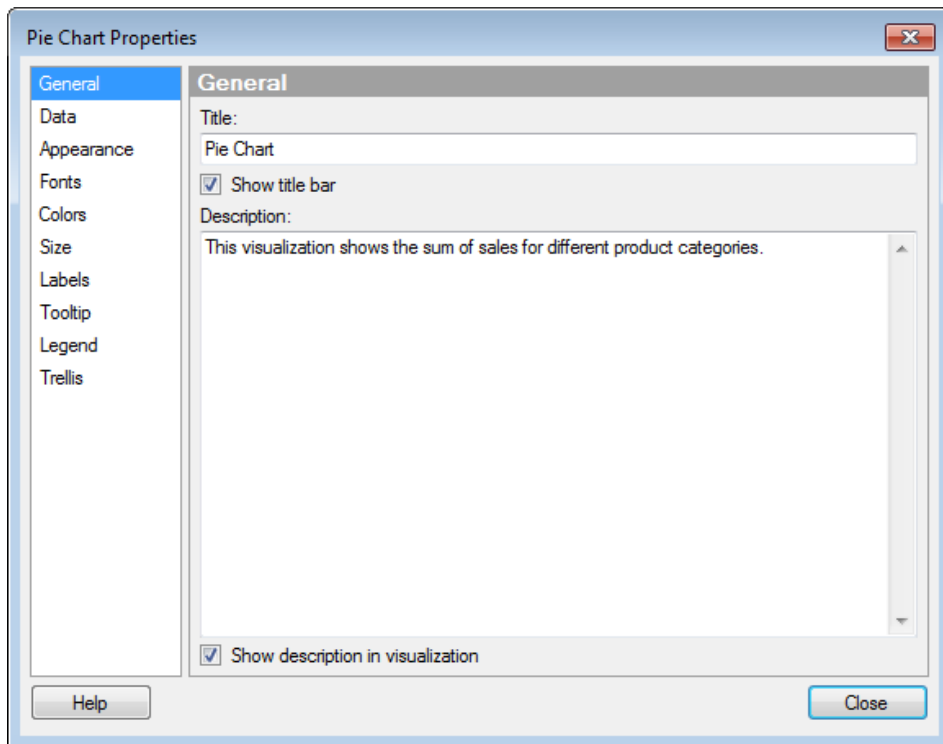 Pie Chart Properties
General
Data
Appearance
Fonts
Colors
Size
Labels
Tooltip
Legend
Trellis
General
Title:
Pie Chart
Show title bar
Description:
This visualization shows the sum of sales for different product categories.
Show description in visualization
Help
Close